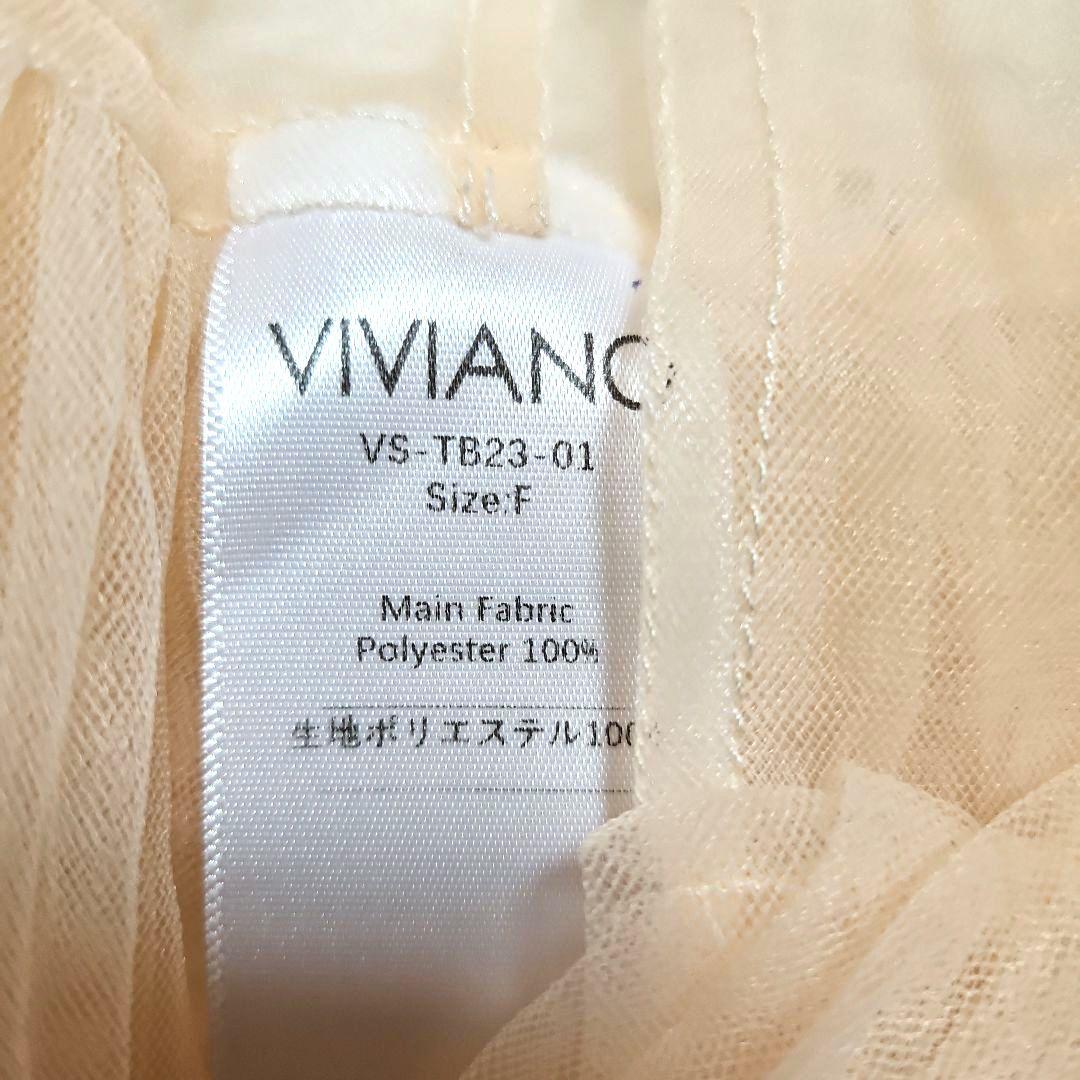 VIVIANO
VS-TB23-01
Size:F
Main Fabric
Polyester 100%
生地ポリエステル100%